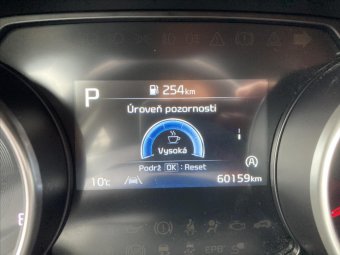 254km
P
Úroveň pozornosti
Vysoká
Podrž OK : Reset
10°C
60159km